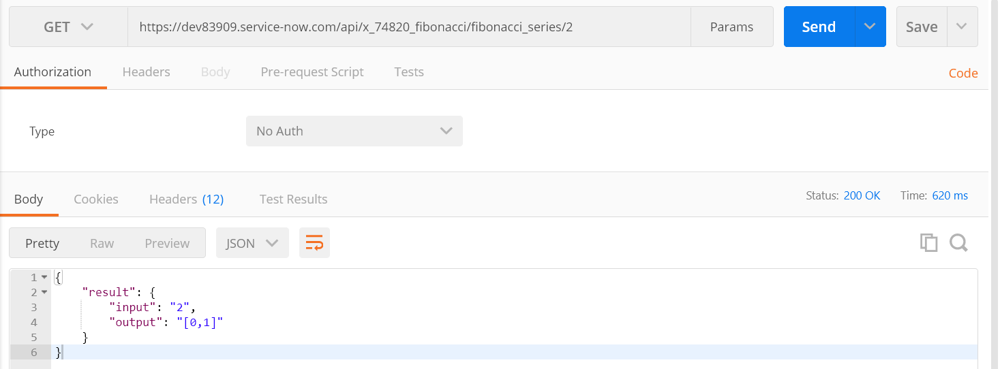 GET https://dev83909.service-now.com/api/x_74820_fibonacci/fibonacci_series/2 Params Send Save
Authorization Headers Body Pre-request Script Tests Code
Type No Auth
Body Cookies Headers (12) Test Results Status: 200 OK Time: 620 ms
Pretty Raw Preview JSON
1 {
2 "result": {
3 "input": "2",
4 "output": "[0,1]"
5 }
6 }